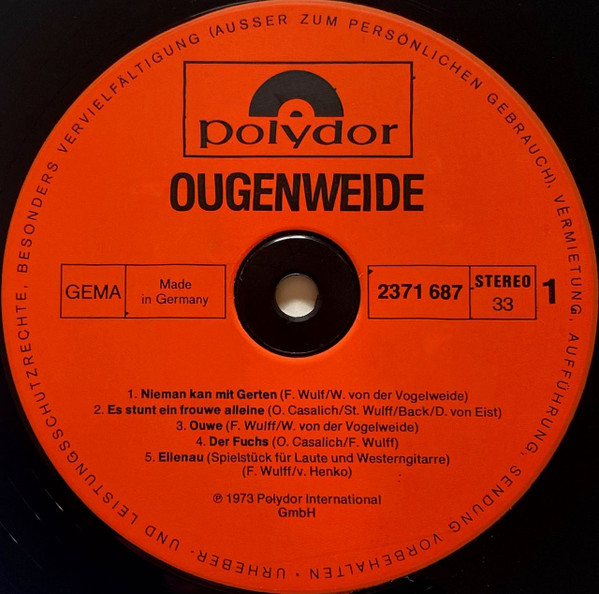 polydor
OUGENWEIDE
GEMA
Made
in Germany
2371 687
STEREO
33
1
1. Nieman kan mit Gerten (F. Wulf/W. von der Vogelweide)
2. Es stunt ein frouwe alleine (O. Casalich/St. Wulff/Back/D. von Eist)
3. Ouwe (F. Wulff/W. von der Vogelweide)
4. Der Fuchs (O. Casalich/F. Wulff)
5. Eilenau (Spielstück für Laute und Westerngitarre)
(F. Wulff/v. Henko)
℗ 1973 Polydor International
GmbH
URHEBER- UND LEISTUNGSSCHUTZRECHTE, BESONDERS VERVIELFÄLTIGUNG (AUSSER ZUM PERSÖNLICHEN GEBRAUCH), VERMIETUNG, AUFFÜHRUNG, SENDUNG VORBEHALTEN •